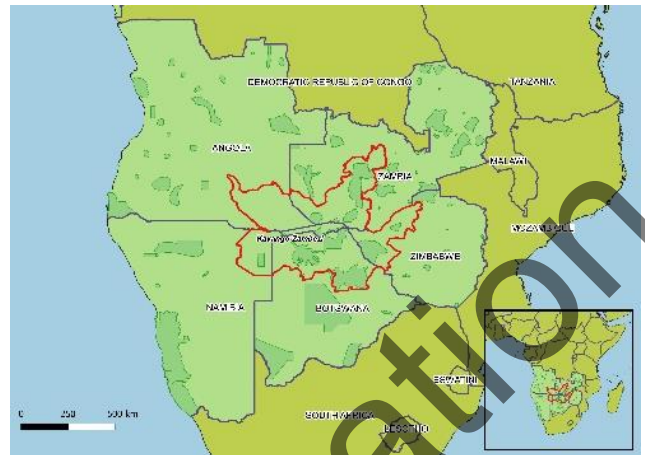 DEMOCRATIC REPUBLIC OF CONGO
TANZANIA
ANGOLA
MALAWI
ZAMBIA
MOZAMBIQUE
ZIMBABWE
NAMIBIA
BOTSWANA
ESWATINI
0 250 500 km
SOUTH AFRICA
LESOTHO